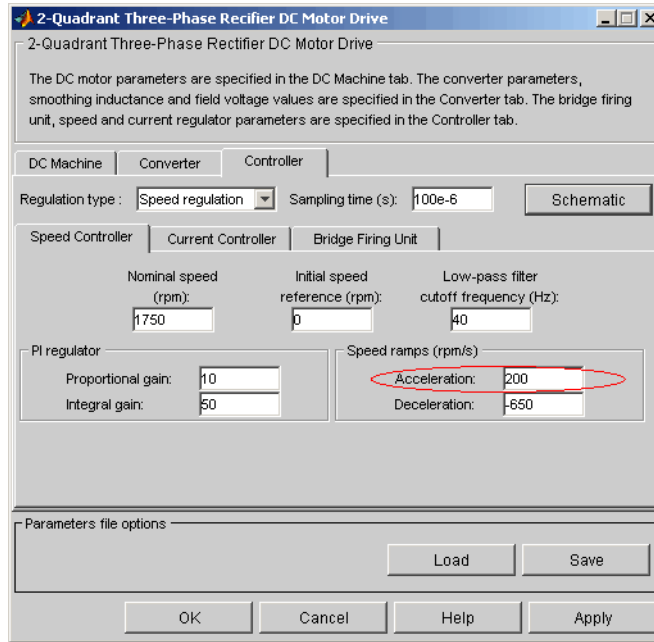 2-Quadrant Three-Phase Rectifier DC Motor Drive
2-Quadrant Three-Phase Rectifier DC Motor Drive
The DC motor parameters are specified in the DC Machine tab. The converter parameters,
smoothing inductance and field voltage values are specified in the Converter tab. The bridge firing
unit, speed and current regulator parameters are specified in the Controller tab.
DC Machine Converter Controller
Regulation type : Speed regulation Sampling time (s): 100e-6 Schematic
Speed Controller Current Controller Bridge Firing Unit
Nominal speed Initial speed Low-pass filter
(rpm): reference (rpm): cutoff frequency (Hz):
1750 0 40
PI regulator Speed ramps (rpm/s)
Proportional gain: 10 Acceleration: 200
Integral gain: 50 Deceleration: -650
Parameters file options
Load Save
OK Cancel Help Apply